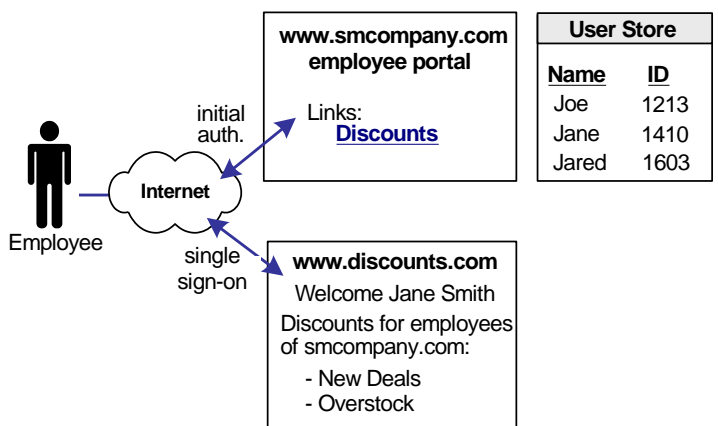 www.smcompany.com
employee portal
Links:
Discounts
User Store
Name ID
Joe 1213
Jane 1410
Jared 1603
initial
auth.
Internet
Employee
single
sign-on
www.discounts.com
Welcome Jane Smith
Discounts for employees
of smcompany.com:
- New Deals
- Overstock